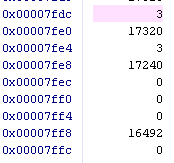 0x00007fdc 3
0x00007fe0 17320
0x00007fe4 3
0x00007fe8 17240
0x00007fec 0
0x00007ff0 0
0x00007ff4 0
0x00007ff8 16492
0x00007ffc 0